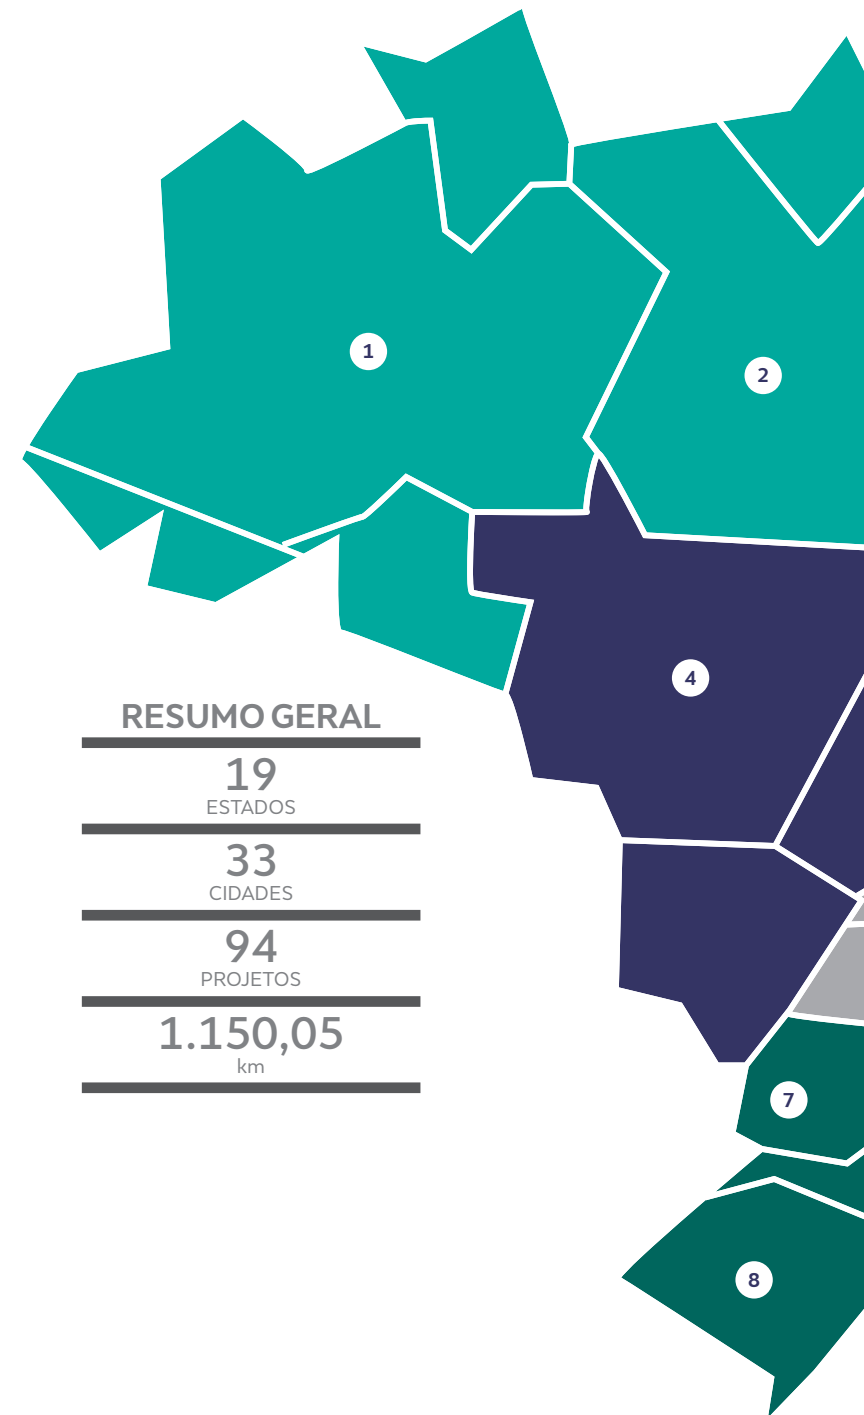 1
2
4
RESUMO GERAL
19
ESTADOS
33
CIDADES
94
PROJETOS
1.150,05
km
7
8